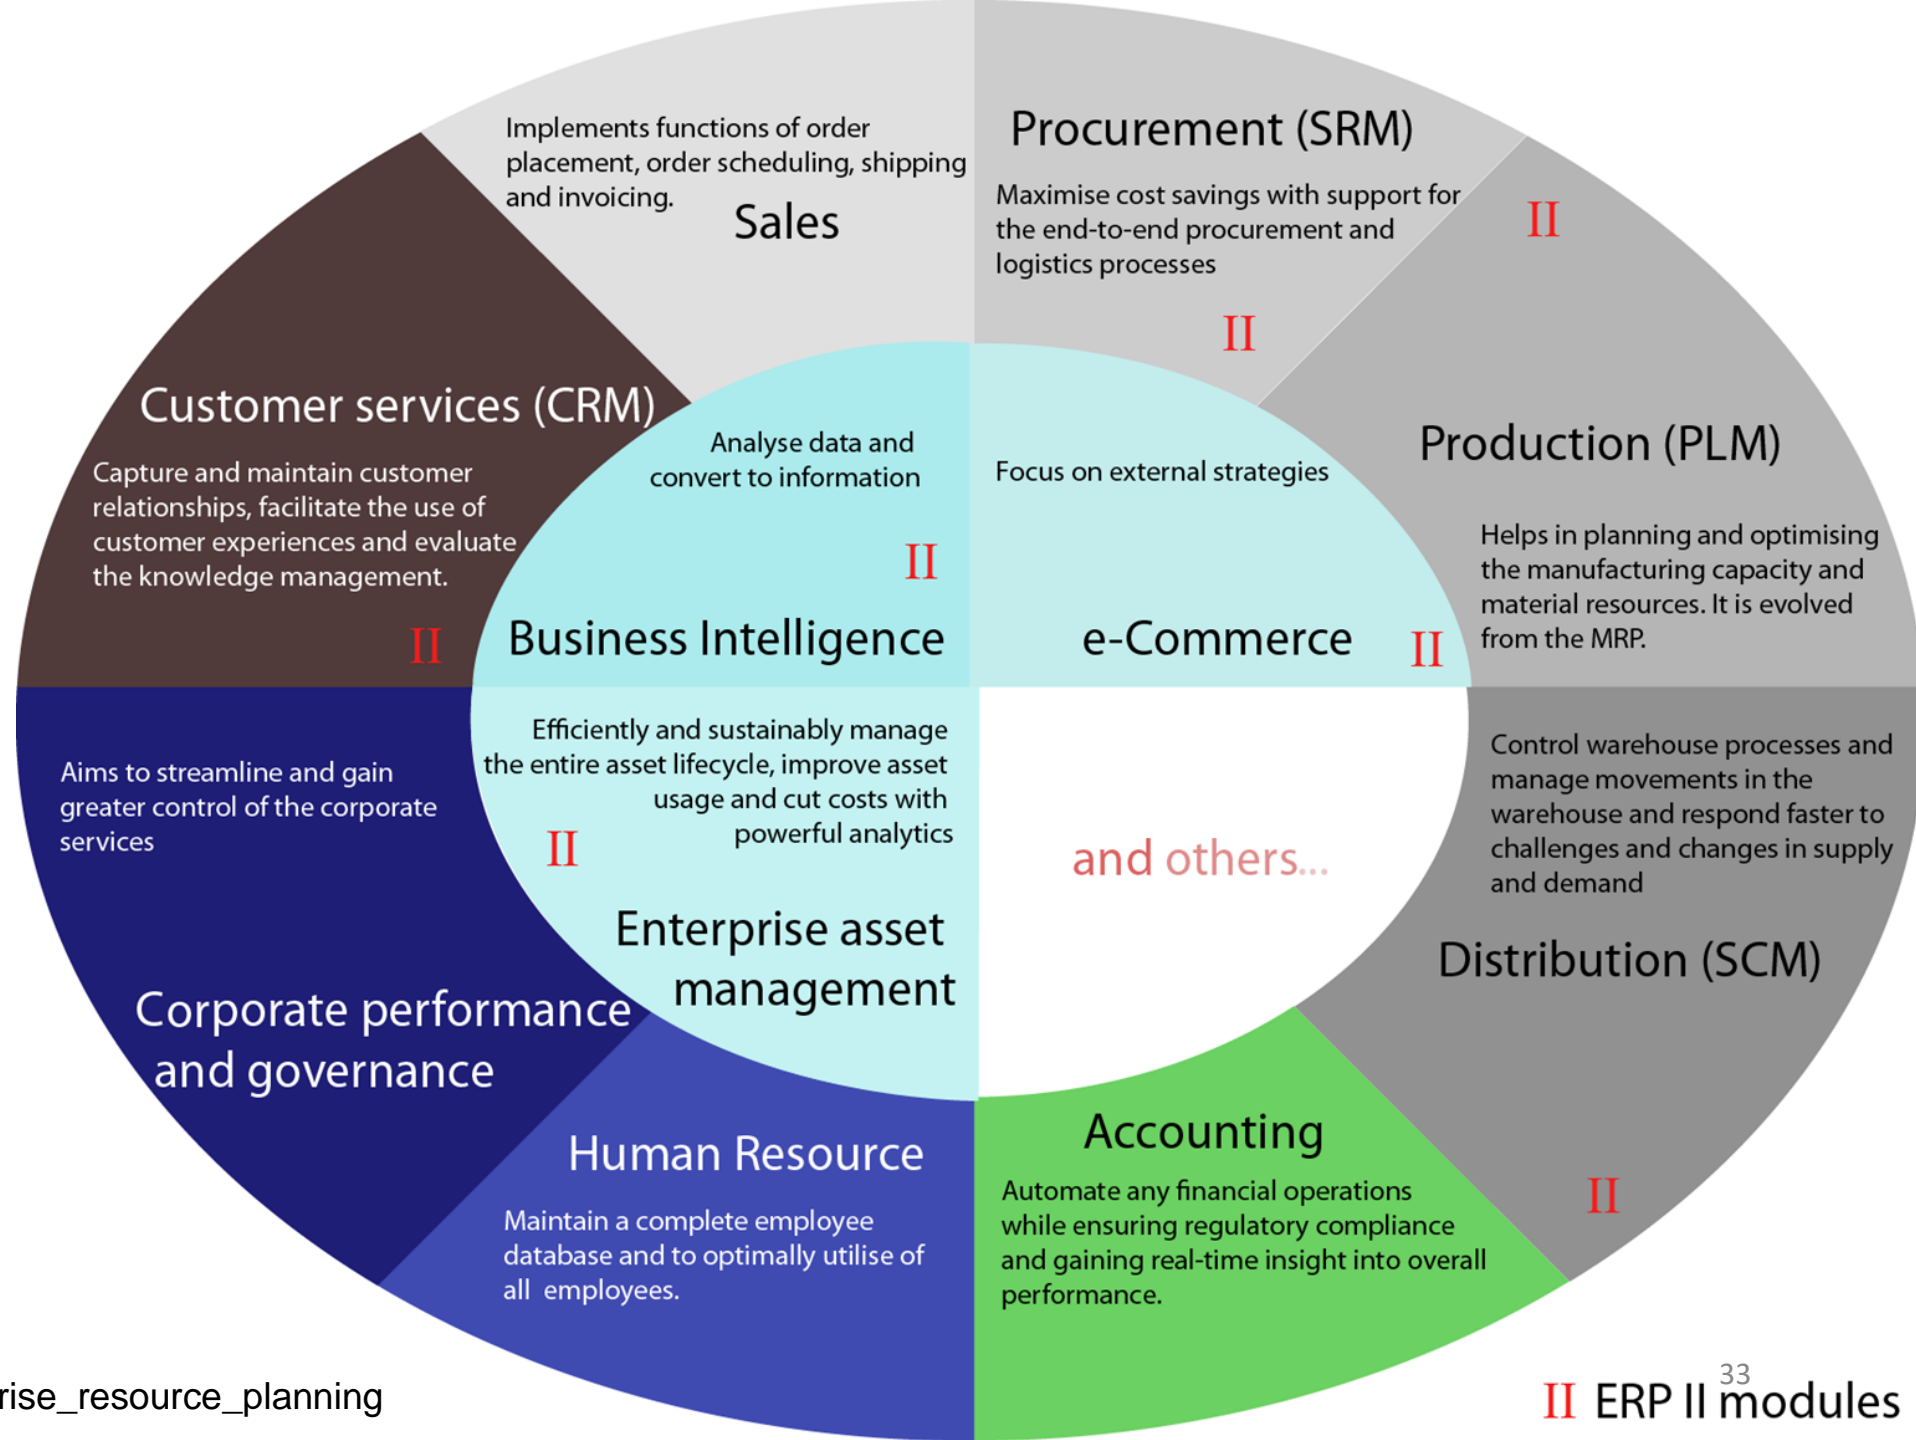 Implements functions of order
placement, order scheduling, shipping
and invoicing.
Sales
Procurement (SRM)
Maximise cost savings with support for
the end-to-end procurement and
logistics processes
II
II
Production (PLM)
Helps in planning and optimising
the manufacturing capacity and
material resources. It is evolved
from the MRP.
Customer services (CRM)
Capture and maintain customer
relationships, facilitate the use of
customer experiences and evaluate
the knowledge management.
II
Analyse data and
convert to information
II
Business Intelligence
Focus on external strategies
e-Commerce
II
Aims to streamline and gain
greater control of the corporate
services
Corporate performance
and governance
Efficiently and sustainably manage
the entire asset lifecycle, improve asset
usage and cut costs with
powerful analytics
II
Enterprise asset
management
and others...
Control warehouse processes and
manage movements in the
warehouse and respond faster to
challenges and changes in supply
and demand
Distribution (SCM)
II
Human Resource
Maintain a complete employee
database and to optimally utilise of
all employees.
Accounting
Automate any financial operations
while ensuring regulatory compliance
and gaining real-time insight into overall
performance.
rise_resource_planning
33
II ERP II modules